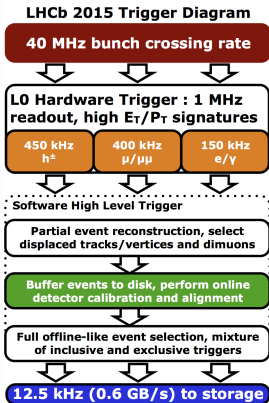 LHCb 2015 Trigger Diagram
40 MHz bunch crossing rate
L0 Hardware Trigger : 1 MHz
readout, high ET/PT signatures
450 kHz
h±
400 kHz
µ/µµ
150 kHz
e/γ
Software High Level Trigger
Partial event reconstruction, select
displaced tracks/vertices and dimuons
Buffer events to disk, perform online
detector calibration and alignment
Full offline-like event selection, mixture
of inclusive and exclusive triggers
12.5 kHz (0.6 GB/s) to storage